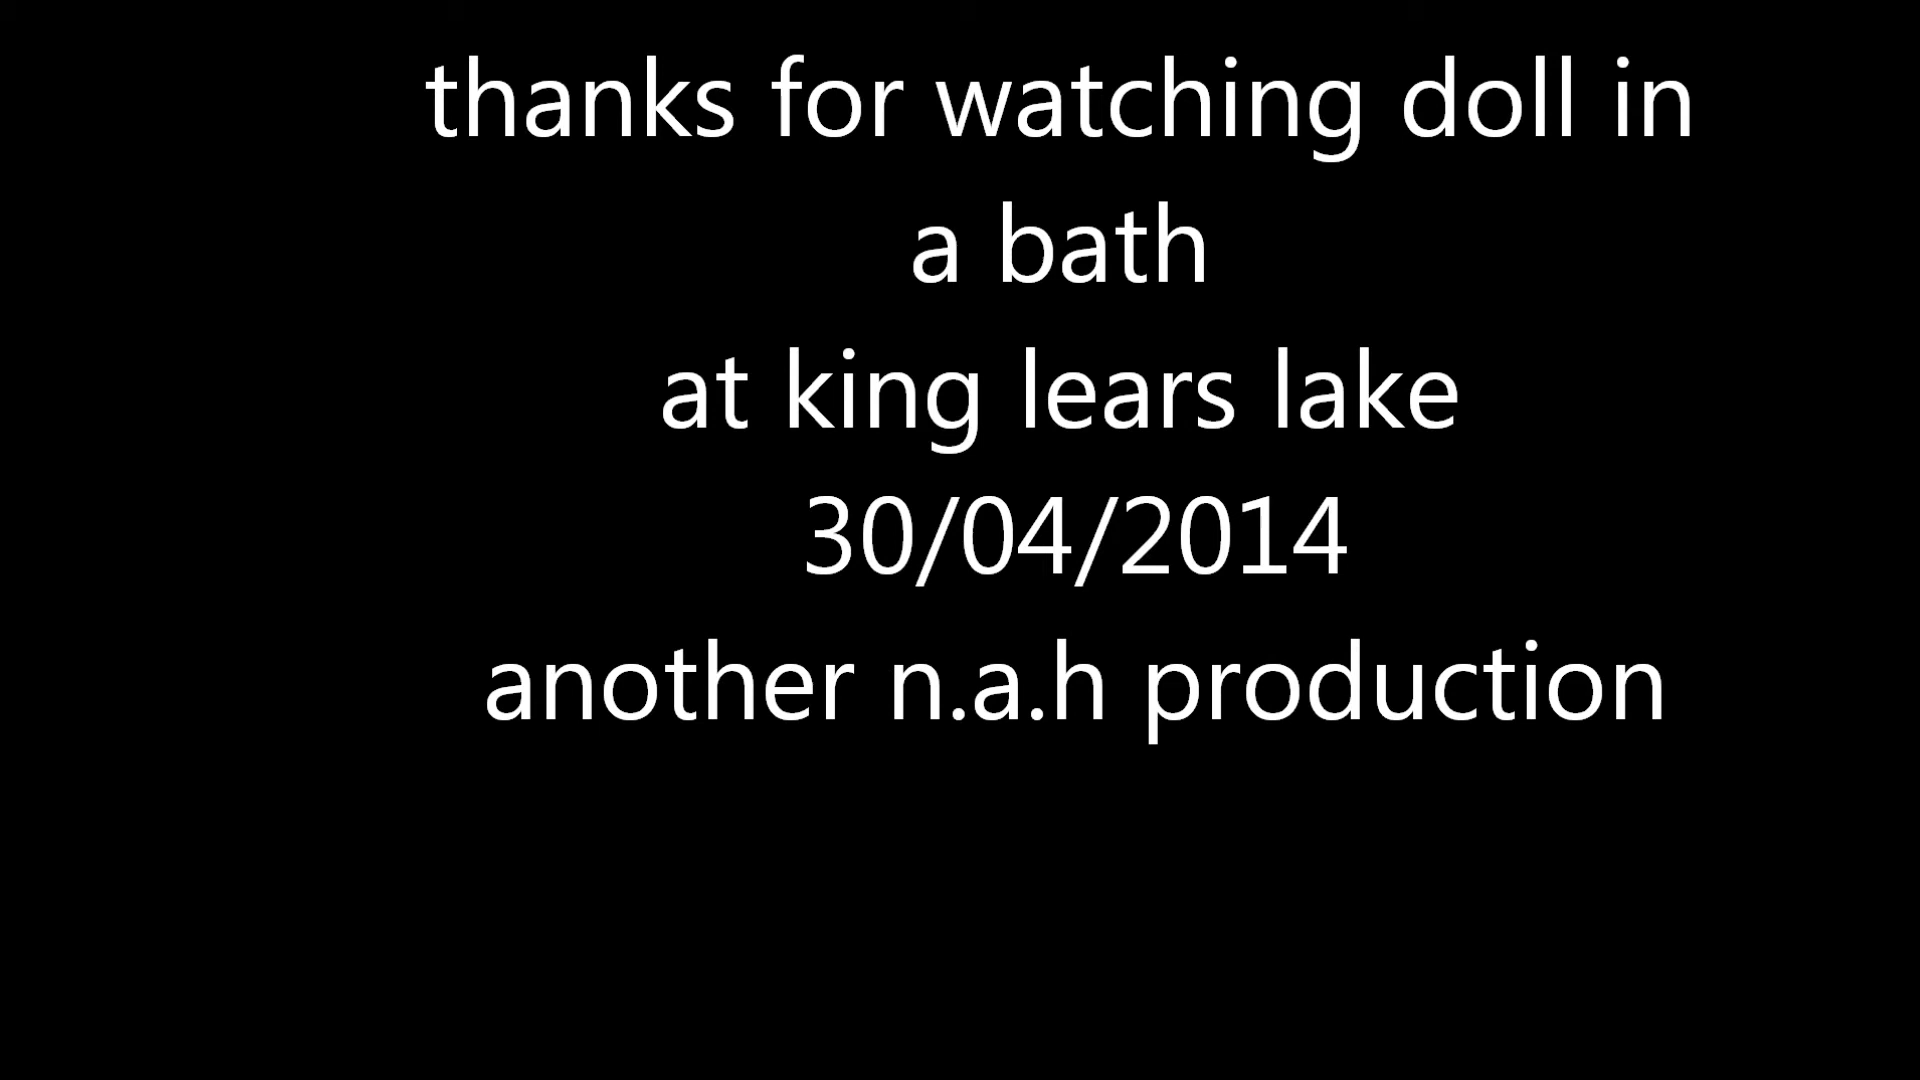 thanks for watching doll in
a bath
at king lears lake
30/04/2014
another n.a.h production